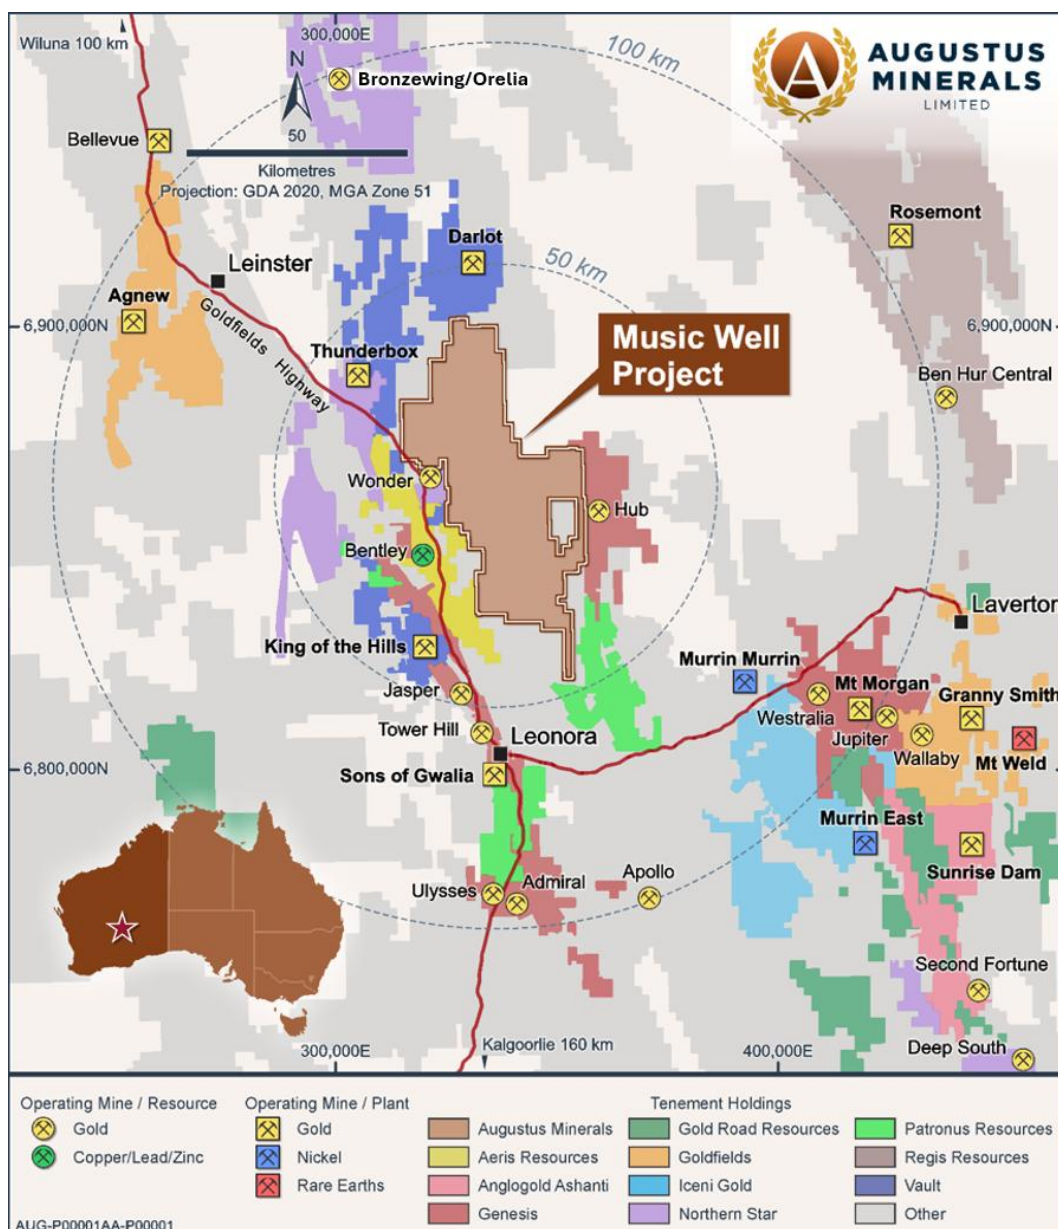 Wiluna 100 km
300,000E
N
100 km
AUGUSTUS
MINERALS
LIMITED
A
Bronzewing/Orelia
50
Kilometres
Projection: GDA 2020, MGA Zone 51
Bellevue
Rosemont
Darlot
50 km
Leinster
Agnew
Goldfields Highway
6,900,000N
6,900,000N
Music Well
Project
Thunderbox
Ben Hur Central
Wonder
Hub
Bentley
Laverton
King of the Hills
Murrin Murrin
Jasper
Mt Morgan
Granny Smith
Westralia
Tower Hill
Jupiter
Leonora
Wallaby
Mt Weld
6,800,000N
6,800,000N
Sons of Gwalia
Murrin East
Sunrise Dam
Ulysses
Admiral
Apollo
Second Fortune
Deep South
300,000E
Kalgoorlie 160 km
400,000E
Operating Mine / Resource
Gold
Copper/Lead/Zinc
Operating Mine / Plant
Gold
Nickel
Rare Earths
Tenement Holdings
Augustus Minerals
Aeris Resources
Anglogold Ashanti
Genesis
Gold Road Resources
Goldfields
Iceni Gold
Northern Star
Patronus Resources
Regis Resources
Vault
Other
AUG-P00001AA-P00001